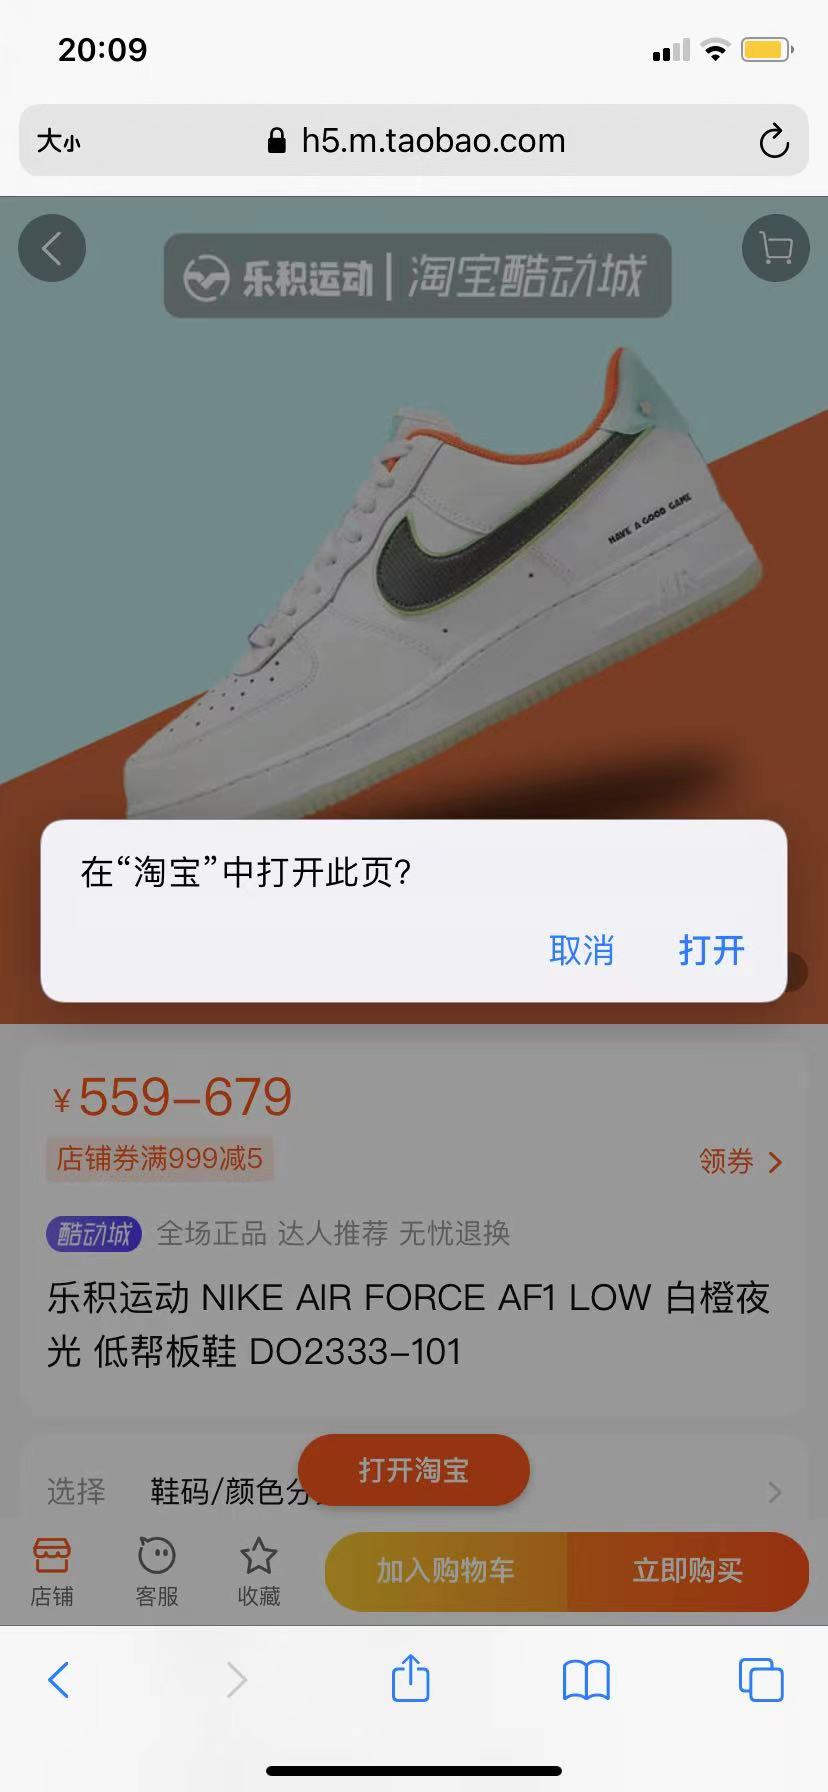 20:09
大小
h5.m.taobao.com
乐积运动 | 淘宝酷动城
HAVE A GOOD GAME
AIR
在“淘宝”中打开此页?
取消
打开
¥559-679
店铺券满999减5
领券
酷动城 全场正品 达人推荐 无忧退换
乐积运动 NIKE AIR FORCE AF1 LOW 白橙夜
光 低帮板鞋 DO2333-101
打开淘宝
选择 鞋码/颜色分
店铺
客服
收藏
加入购物车
立即购买